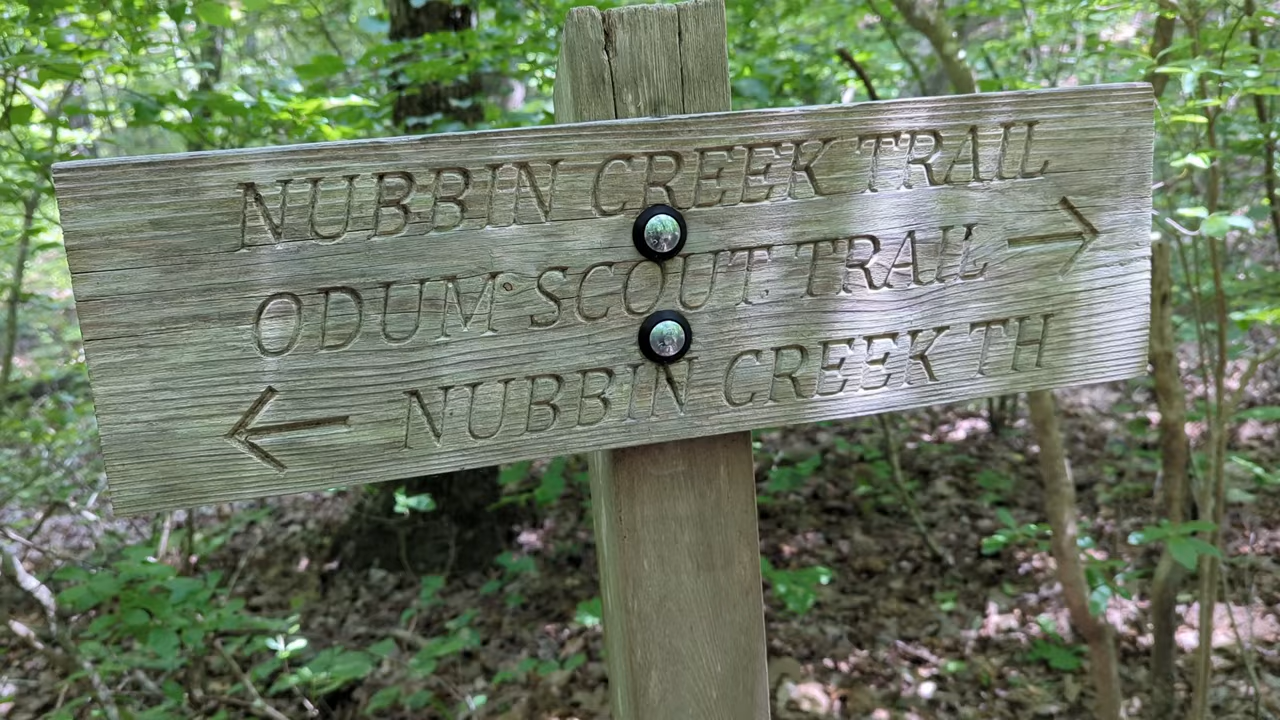 NUBBIN CREEK TRAIL
ODUM SCOUT TRAIL →
← NUBBIN CREEK TH